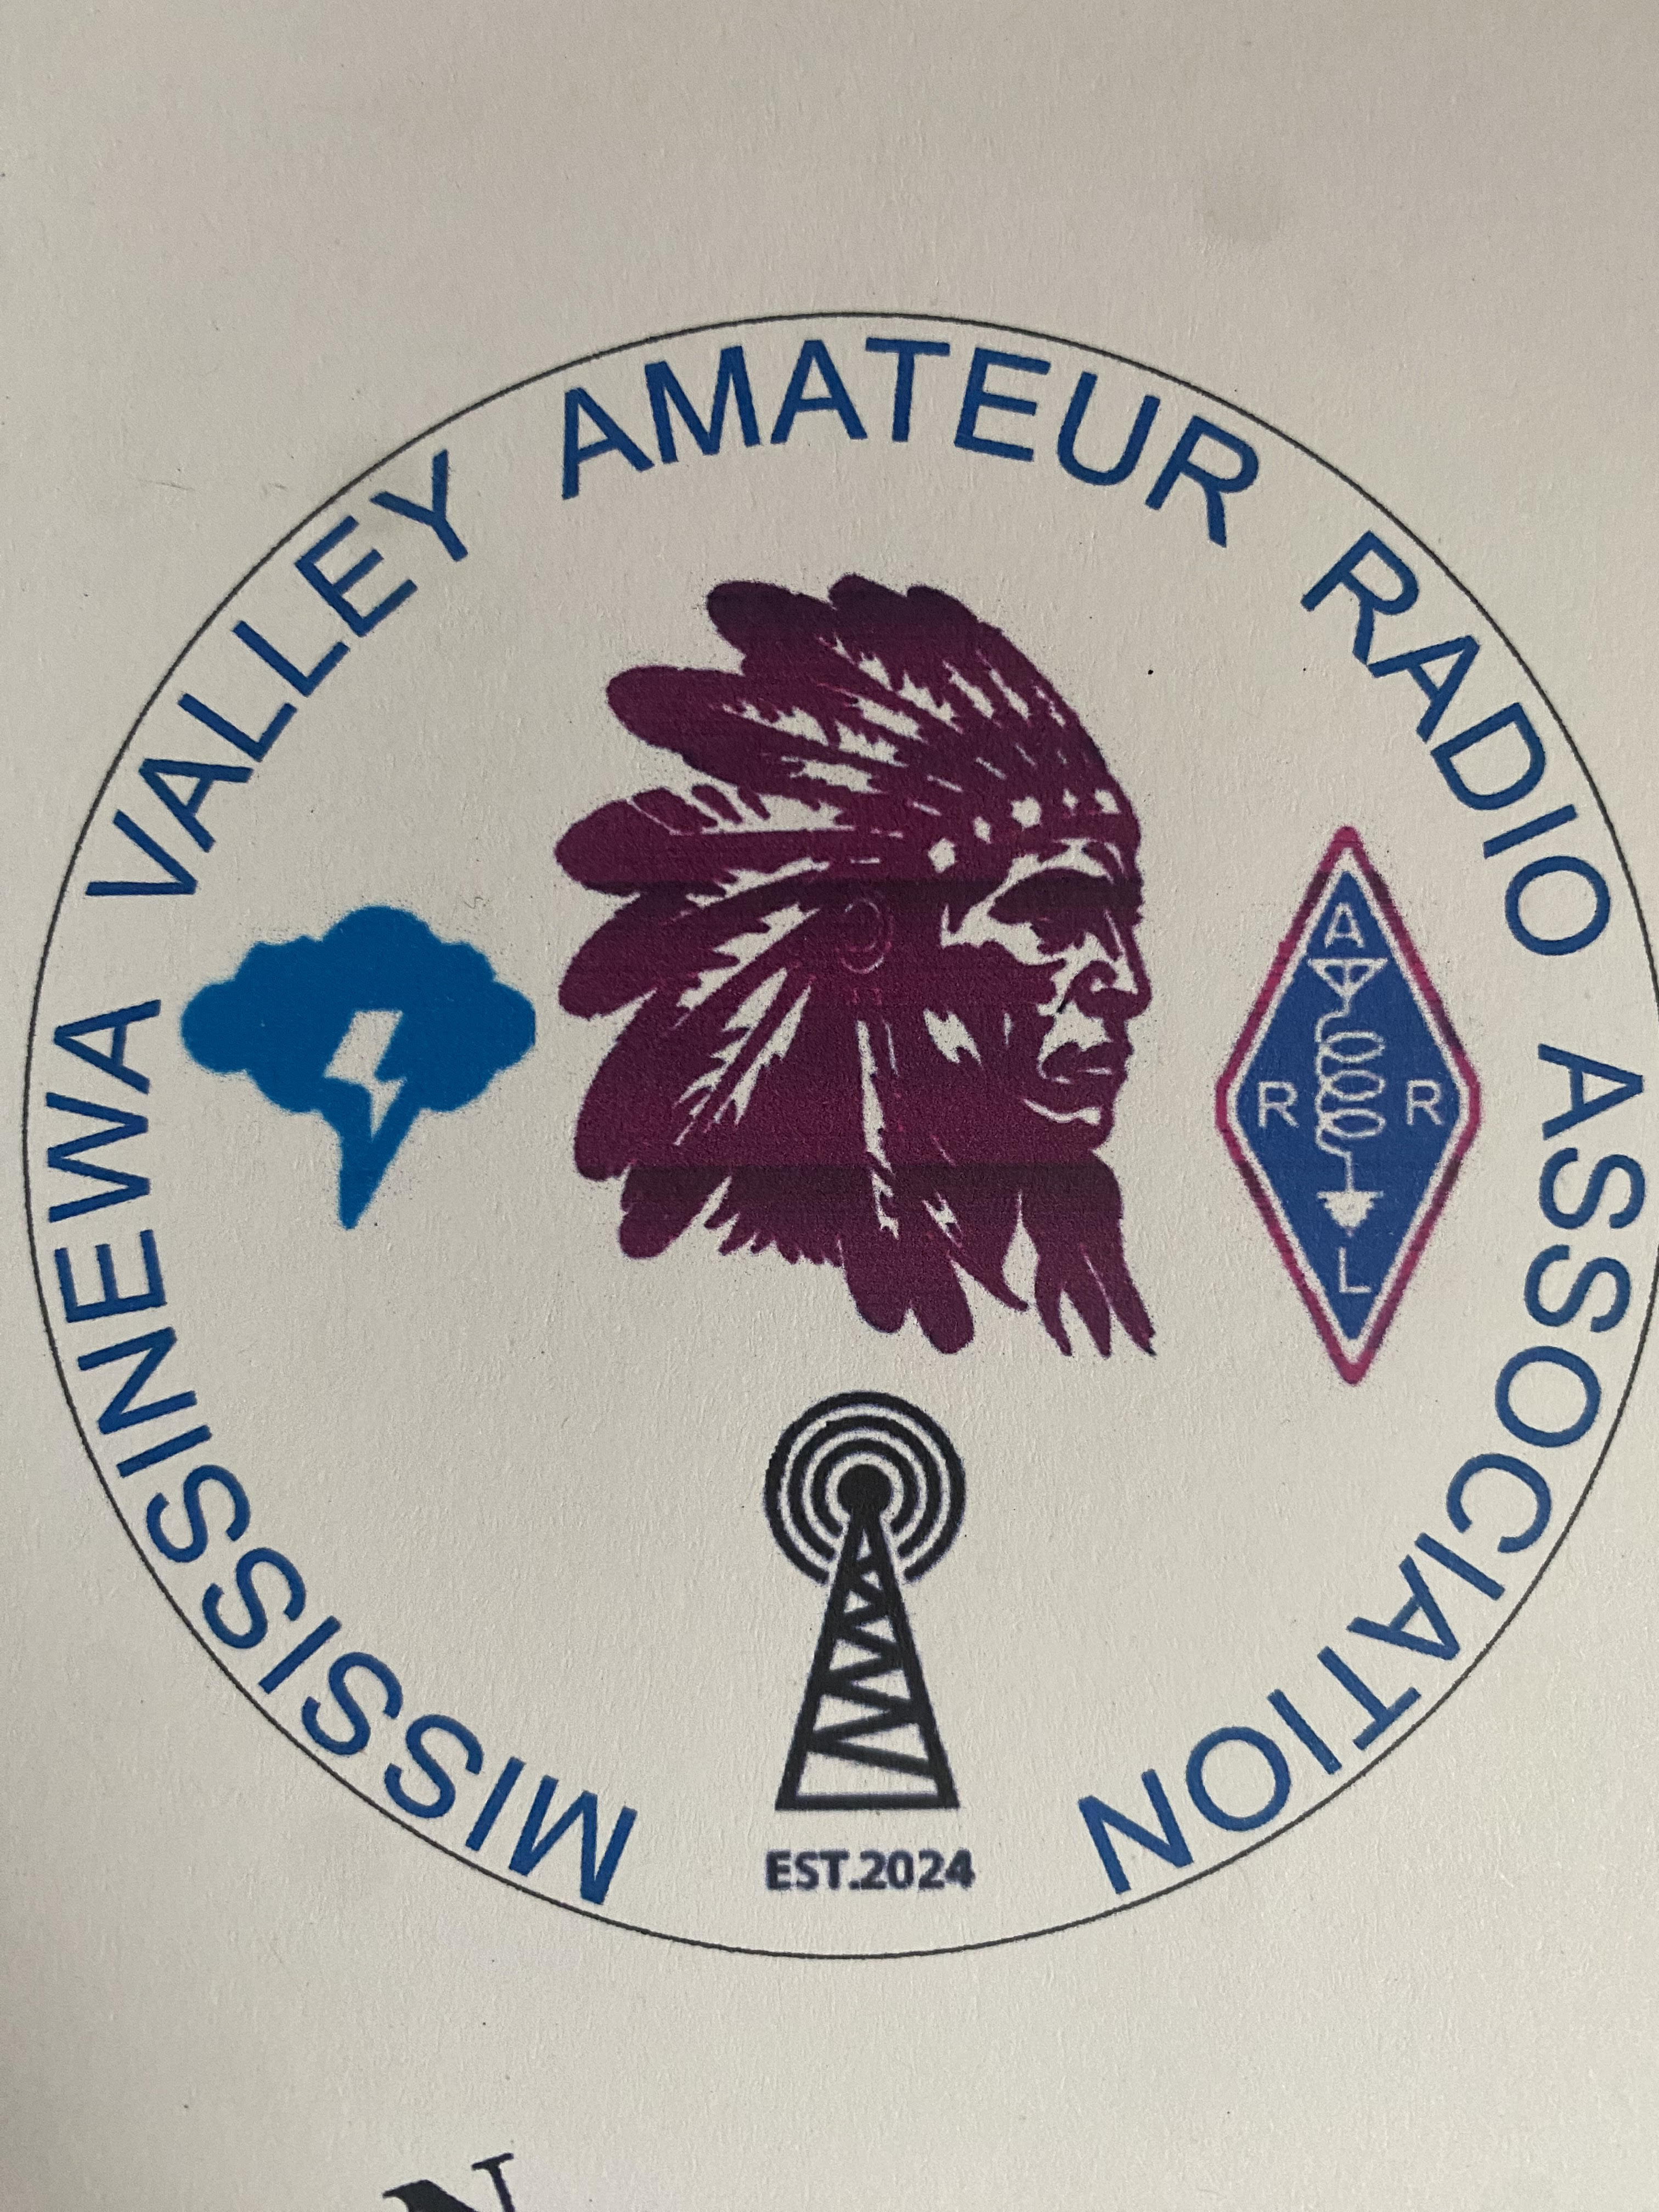 MISSISSINEWA VALLEY AMATEUR RADIO ASSOCIATION
A
R R
L
EST.2024
N